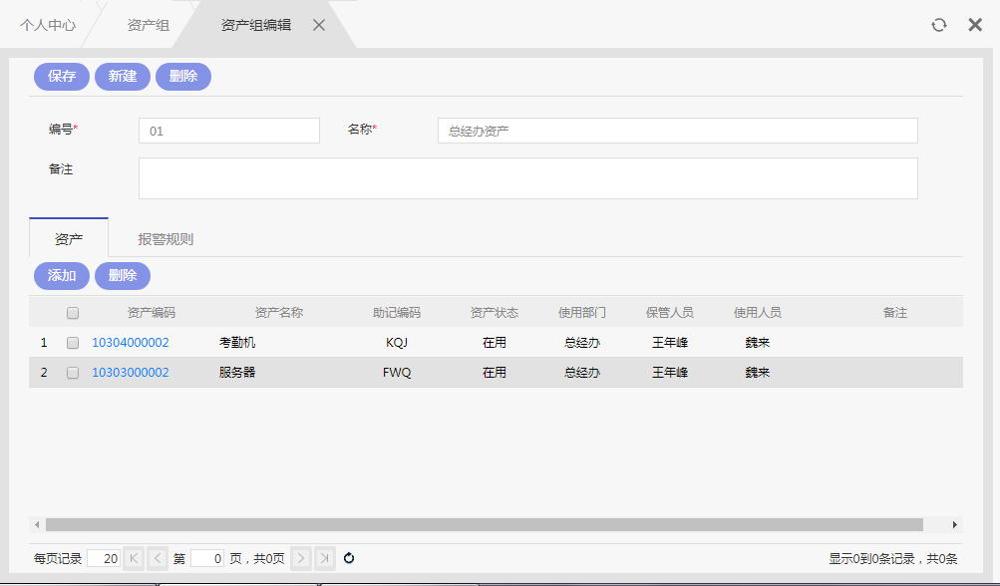 个人中心 资产组 资产组编辑
保存 新建 删除
编号* 01 名称* 总经办资产
备注
资产 报警规则
添加 删除
资产编码 资产名称 助记编码 资产状态 使用部门 保管人员 使用人员 备注
1 10304000002 考勤机 KQJ 在用 总经办 王年峰 魏来
2 10303000002 服务器 FWQ 在用 总经办 王年峰 魏来
每页记录 20 第 0 页，共0页 显示0到0条记录，共0条